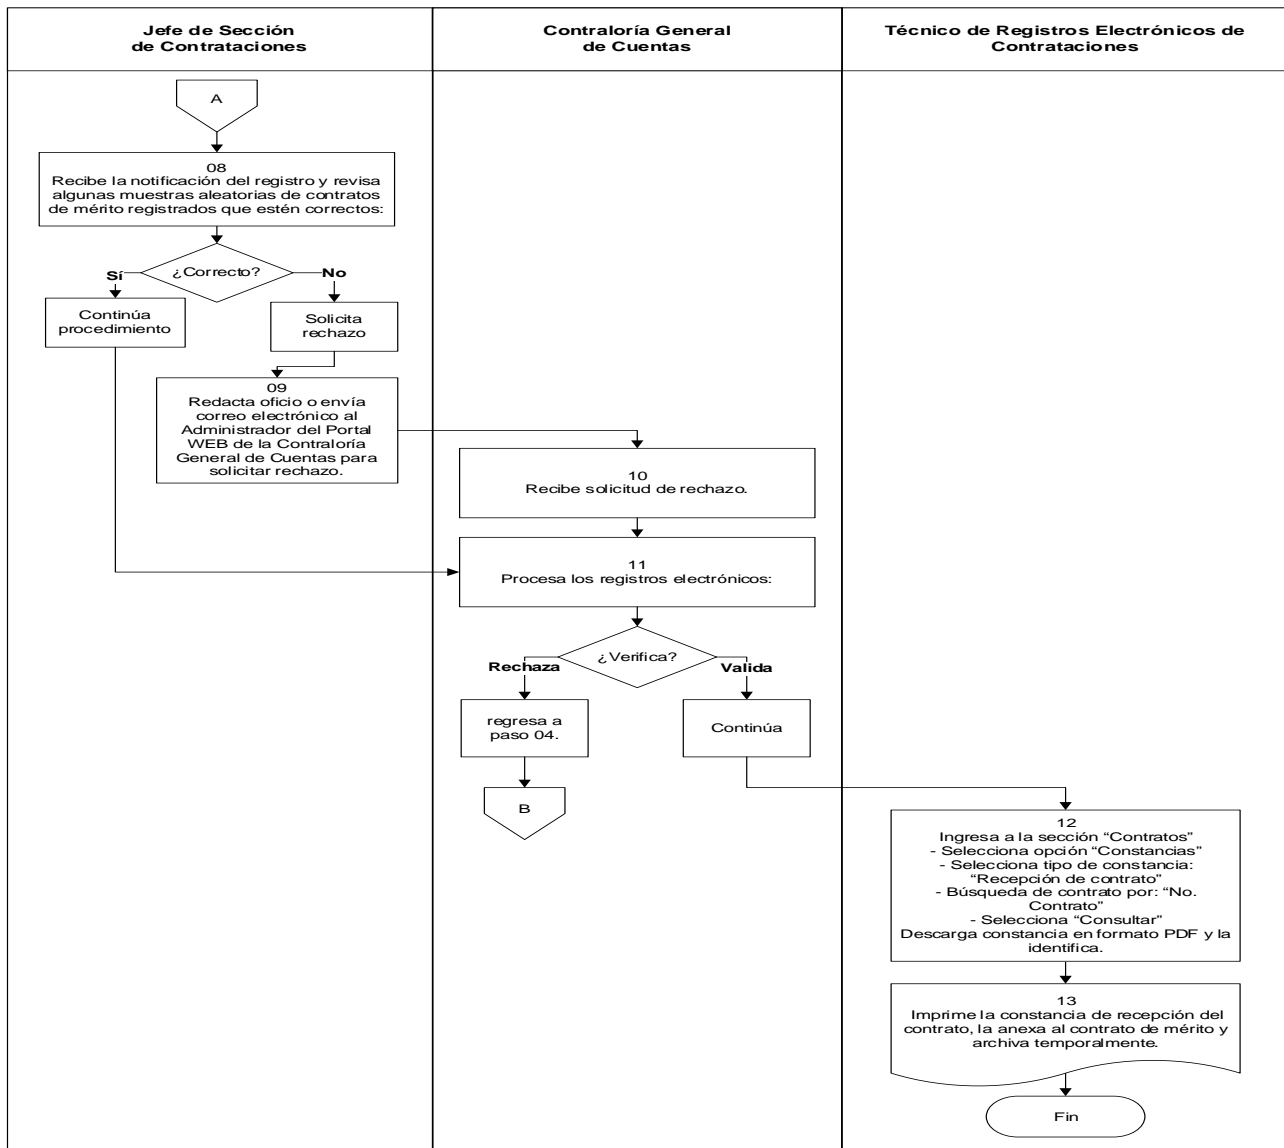 Jefe de Sección
de Contrataciones
Contraloría General
de Cuentas
Técnico de Registros Electrónicos de
Contrataciones
A
08
Recibe la notificación del registro y revisa
algunas muestras aleatorias de contratos
de mérito registrados que estén correctos:
¿Correcto?
Sí
No
Continúa
procedimiento
Solicita
rechazo
09
Redacta oficio o envía
correo electrónico al
Administrador del Portal
WEB de la Contraloría
General de Cuentas para
solicitar rechazo.
10
Recibe solicitud de rechazo.
11
Procesa los registros electrónicos:
¿Verifica?
Rechaza
Valida
regresa a
paso 04.
Continúa
B
12
Ingresa a la sección “Contratos”
- Selecciona opción “Constancias”
- Selecciona tipo de constancia:
“Recepción de contrato”
- Búsqueda de contrato por: “No.
Contrato”
- Selecciona “Consultar”
Descarga constancia en formato PDF y la
identifica.
13
Imprime la constancia de recepción del
contrato, la anexa al contrato de mérito y
archiva temporalmente.
Fin